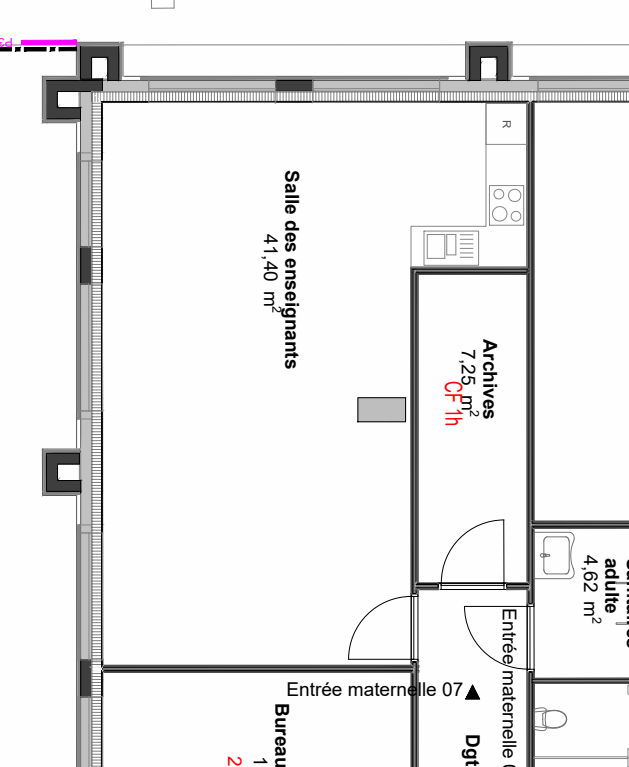 R
Salle des enseignants
41,40 m²
Archives
7,25 m²
CF 1h
adulte
4,62 m²
Entrée maternelle
Entrée maternelle 07
Bureau
Dgt